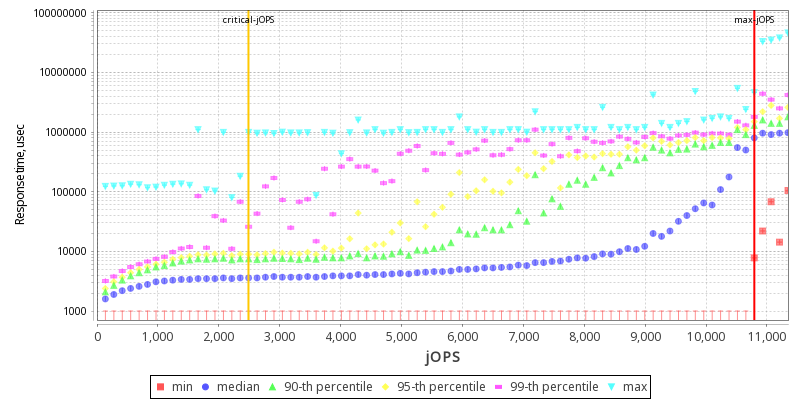 critical-jOPS
max-jOPS
100000000
10000000
1000000
100000
10000
1000
Response time, usec
0
1,000
2,000
3,000
4,000
5,000
6,000
7,000
8,000
9,000
10,000
11,000
jOPS
min
median
90-th percentile
95-th percentile
99-th percentile
max